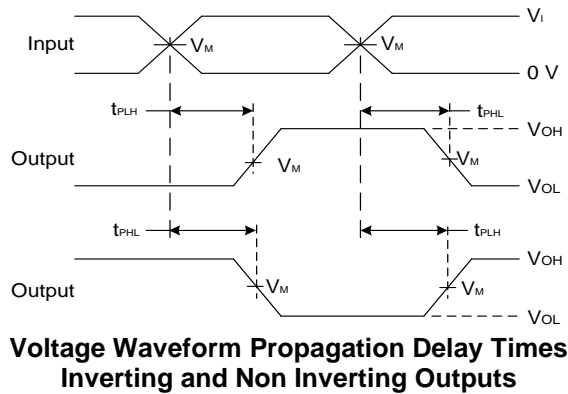 Input
VM
VM
VI
0 V
tPLH
tPHL
Output
VM
VM
VOH
VOL
tPHL
tPLH
Output
VM
VM
VOH
VOL
Voltage Waveform Propagation Delay Times
Inverting and Non Inverting Outputs